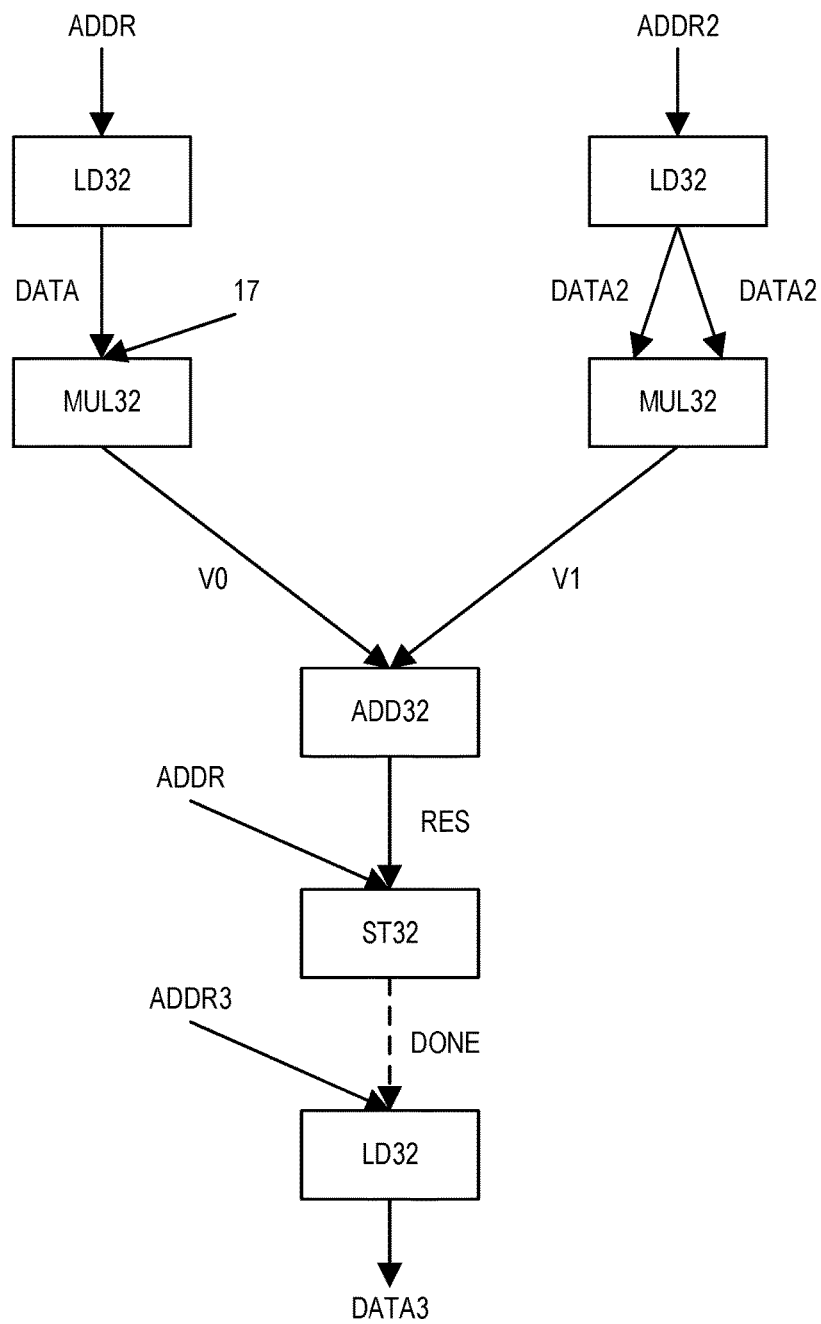 ADDR
ADDR2
LD32
LD32
DATA
17
DATA2
DATA2
MUL32
MUL32
V0
V1
ADD32
ADDR
RES
ST32
ADDR3
DONE
LD32
DATA3